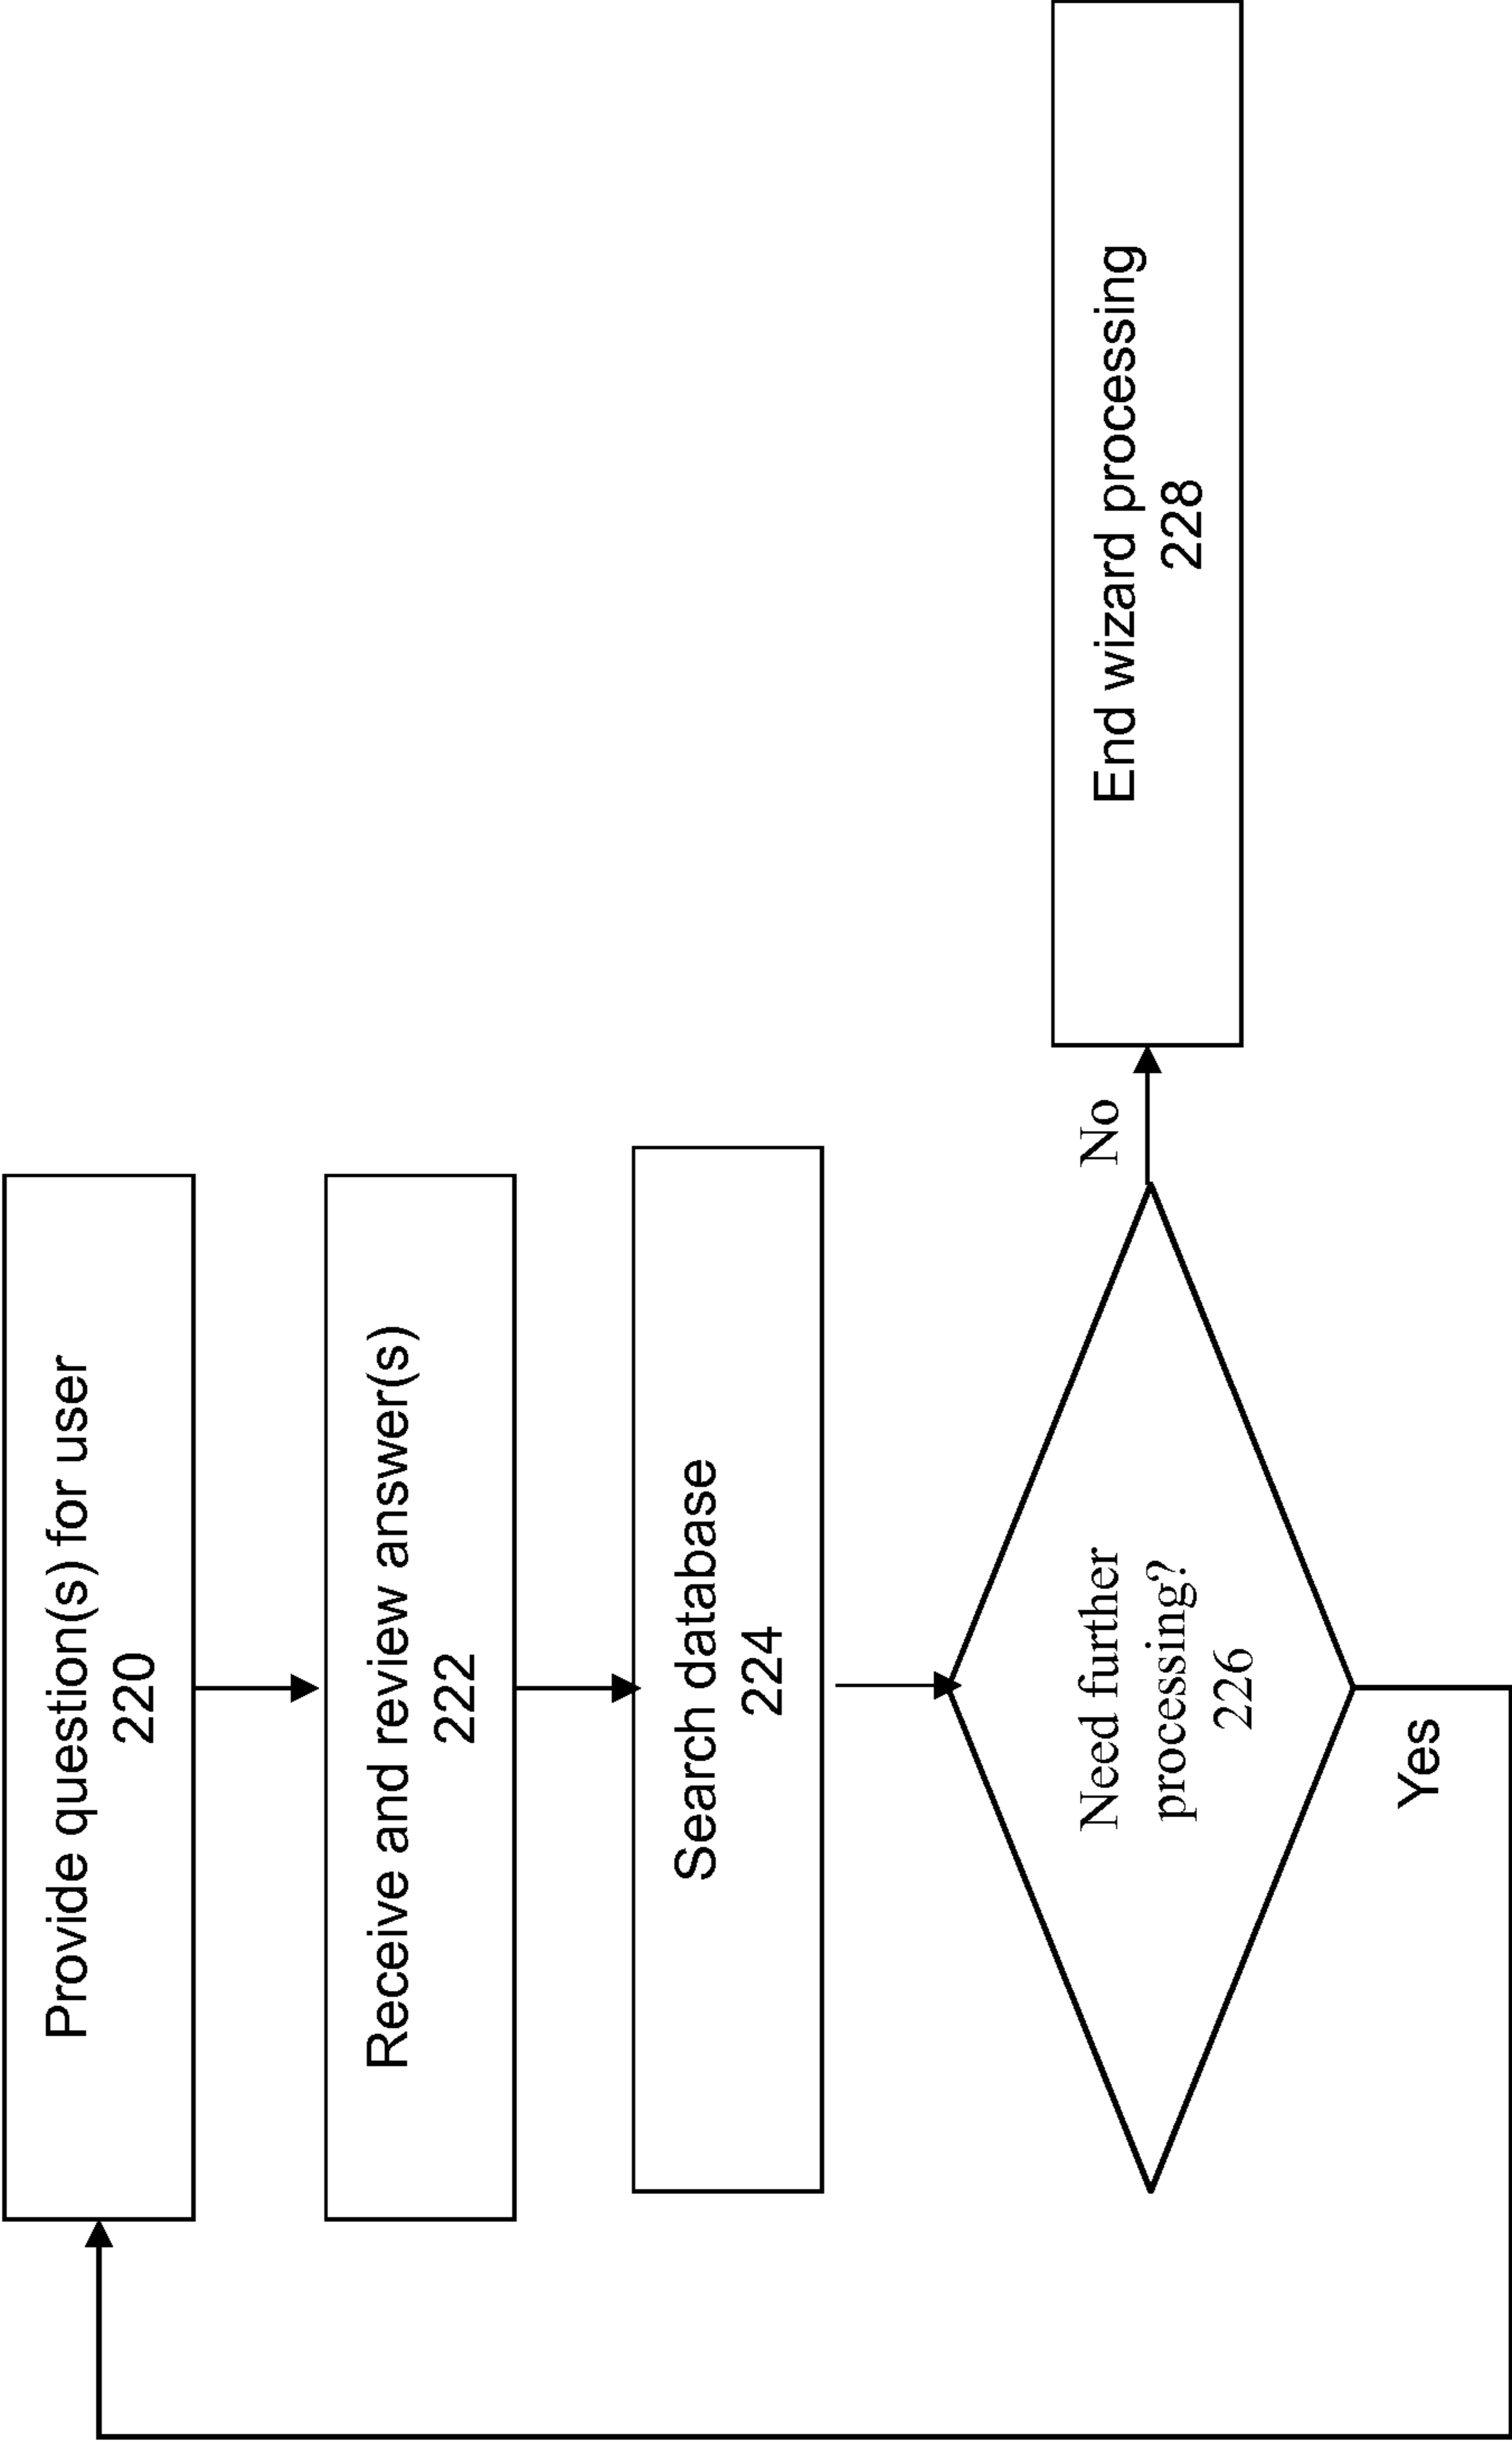 Provide question(s) for user
220
Receive and review answer(s)
222
Search database
224
Need further
processing?
226
No
End wizard processing
228
Yes